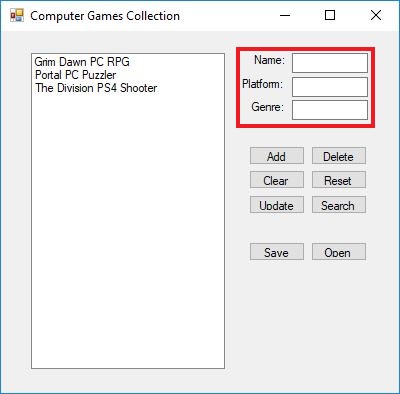 Computer Games Collection
Grim Dawn PC RPG
Portal PC Puzzler
The Division PS4 Shooter
Name:
Platform:
Genre:
Add Delete
Clear Reset
Update Search
Save Open